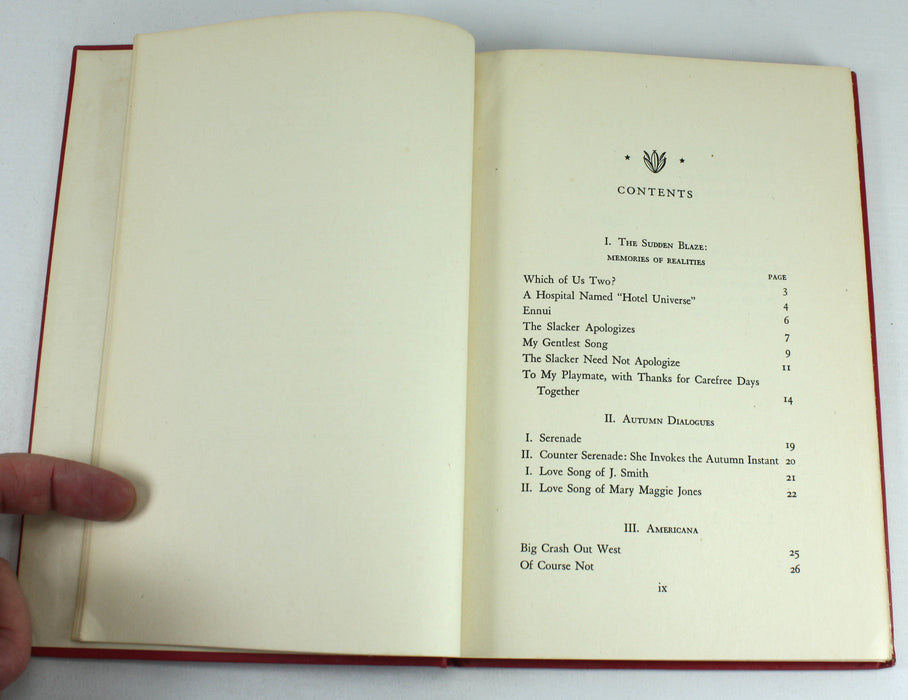 CONTENTS
I. The Sudden Blaze:
MEMORIES OF REALITIES
PAGE
Which of Us Two? 3
A Hospital Named "Hotel Universe" 4
Ennui 6
The Slacker Apologizes 7
My Gentlest Song 9
The Slacker Need Not Apologize 11
To My Playmate, with Thanks for Carefree Days
Together 14
II. Autumn Dialogues
I. Serenade 19
II. Counter Serenade: She Invokes the Autumn Instant 20
I. Love Song of J. Smith 21
II. Love Song of Mary Maggie Jones 22
III. Americana
Big Crash Out West 25
Of Course Not 26
ix